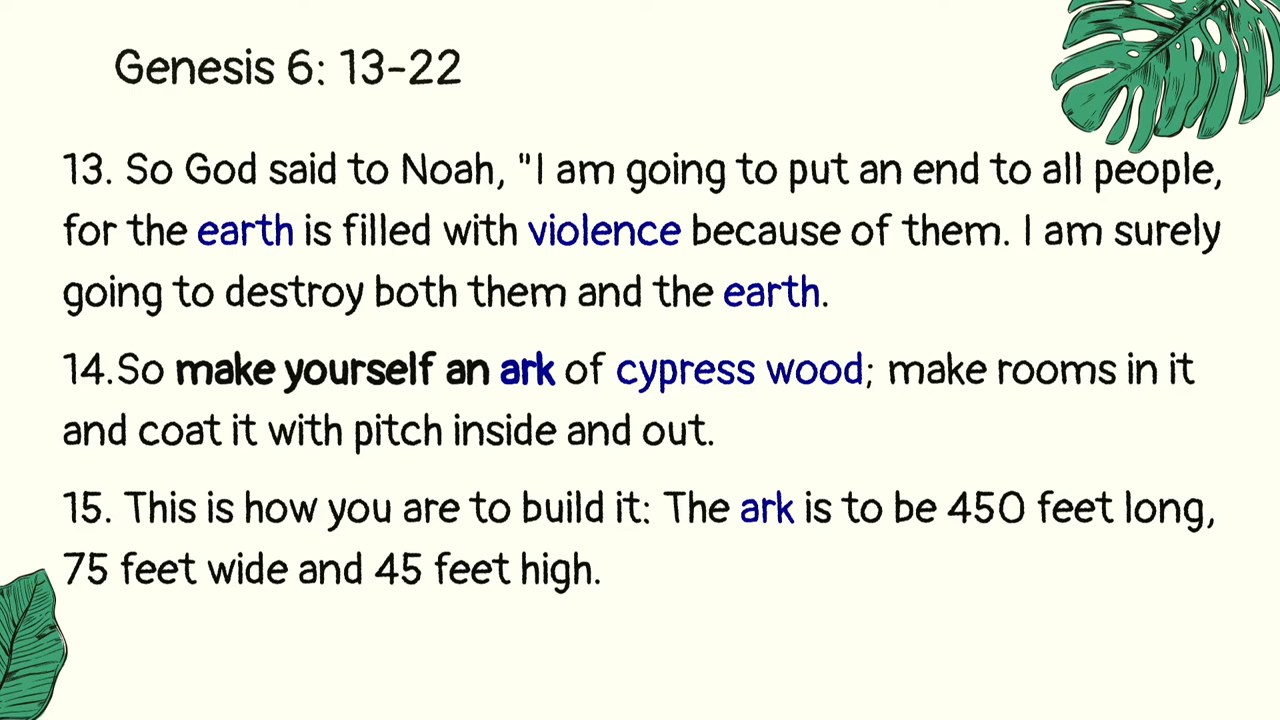 Genesis 6: 13-22
13. So God said to Noah, "I am going to put an end to all people,
for the earth is filled with violence because of them. I am surely
going to destroy both them and the earth.
14.So make yourself an ark of cypress wood; make rooms in it
and coat it with pitch inside and out.
15. This is how you are to build it: The ark is to be 450 feet long,
75 feet wide and 45 feet high.